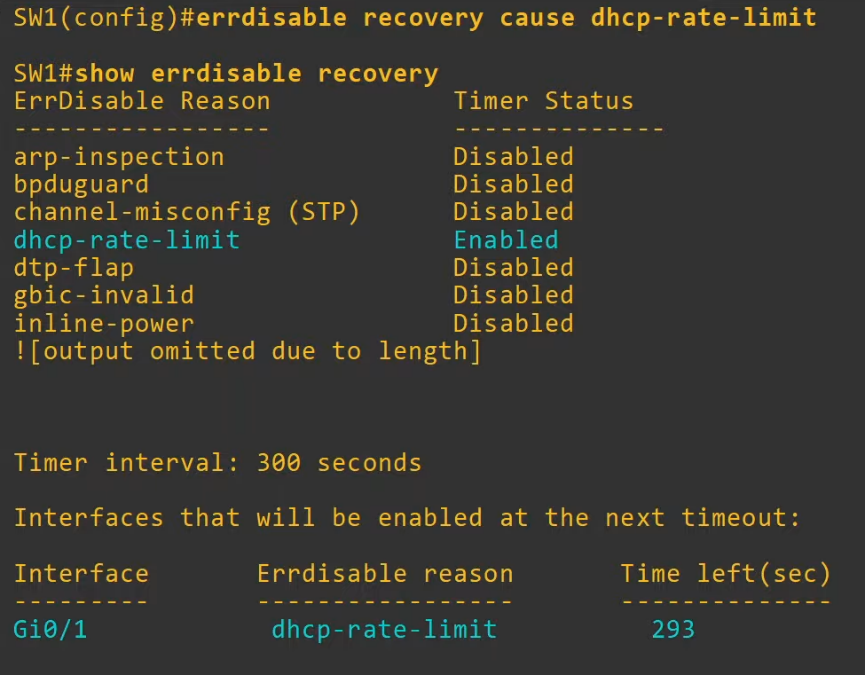 SW1(config)#errdisable recovery cause dhcp-rate-limit
SW1#show errdisable recovery
ErrDisable Reason            Timer Status
-----------------            --------------
arp-inspection               Disabled
bpduguard                    Disabled
channel-misconfig (STP)      Disabled
dhcp-rate-limit              Enabled
dtp-flap                     Disabled
gbic-invalid                 Disabled
inline-power                 Disabled
![output omitted due to length]
Timer interval: 300 seconds
Interfaces that will be enabled at the next timeout:
Interface       Errdisable reason       Time left(sec)
---------       -----------------       --------------
Gi0/1            dhcp-rate-limit          293